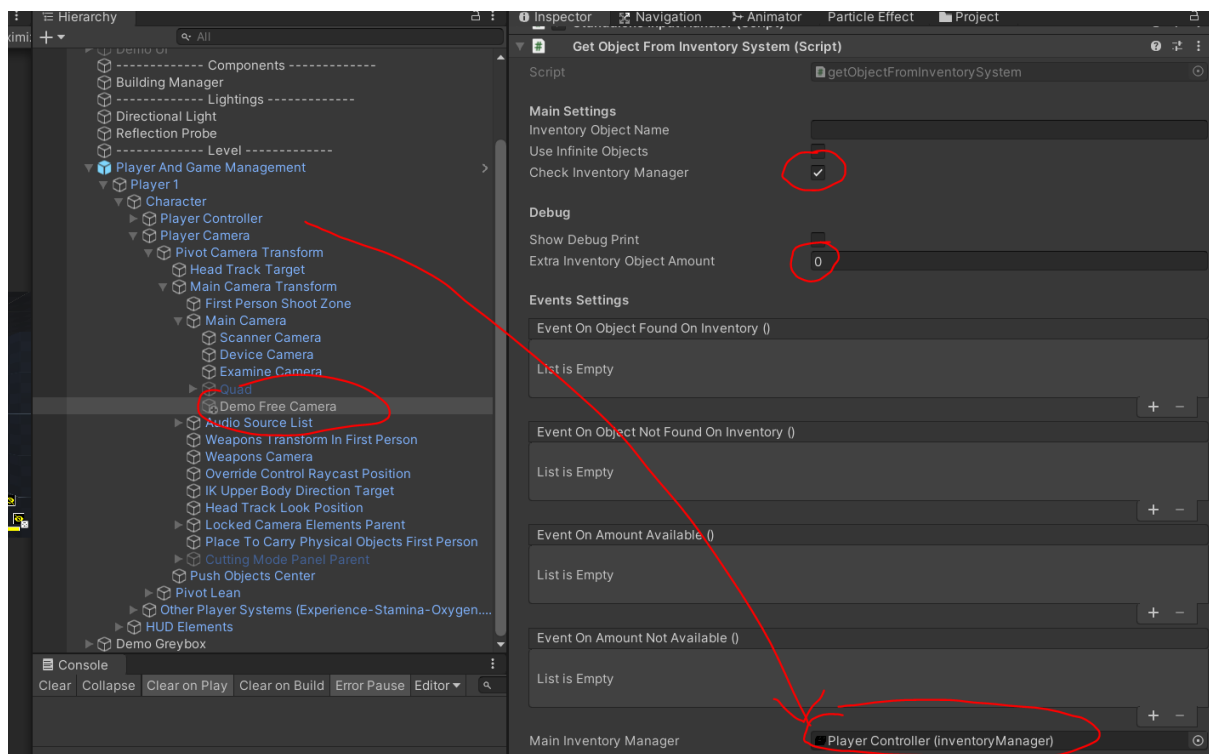 Hierarchy
ximi:
All
Demo UI
------------- Components -------------
Building Manager
------------- Lightings -------------
Directional Light
Reflection Probe
------------- Level -------------
Player And Game Management
Player 1
Character
Player Controller
Player Camera
Pivot Camera Transform
Head Track Target
Main Camera Transform
First Person Shoot Zone
Main Camera
Scanner Camera
Device Camera
Examine Camera
Quad
Demo Free Camera
Audio Source List
Weapons Transform In First Person
Weapons Camera
Override Control Raycast Position
IK Upper Body Direction Target
Head Track Look Position
Locked Camera Elements Parent
Place To Carry Physical Objects First Person
Cutting Mode Panel Parent
Push Objects Center
Pivot Lean
Other Player Systems (Experience-Stamina-Oxygen....
HUD Elements
Demo Greybox
Console
Clear Collapse Clear on Play Clear on Build Error Pause Editor
Inspector Navigation Animator Particle Effect Project
Standalone Input Handler (Script)
# Get Object From Inventory System (Script)
Script getObjectFromInventorySystem
Main Settings
Inventory Object Name
Use Infinite Objects
Check Inventory Manager
Debug
Show Debug Print
Extra Inventory Object Amount 0
Events Settings
Event On Object Found On Inventory ()
List is Empty
+ −
Event On Object Not Found On Inventory ()
List is Empty
+ −
Event On Amount Available ()
List is Empty
+ −
Event On Amount Not Available ()
List is Empty
+ −
Main Inventory Manager Player Controller (inventoryManager)